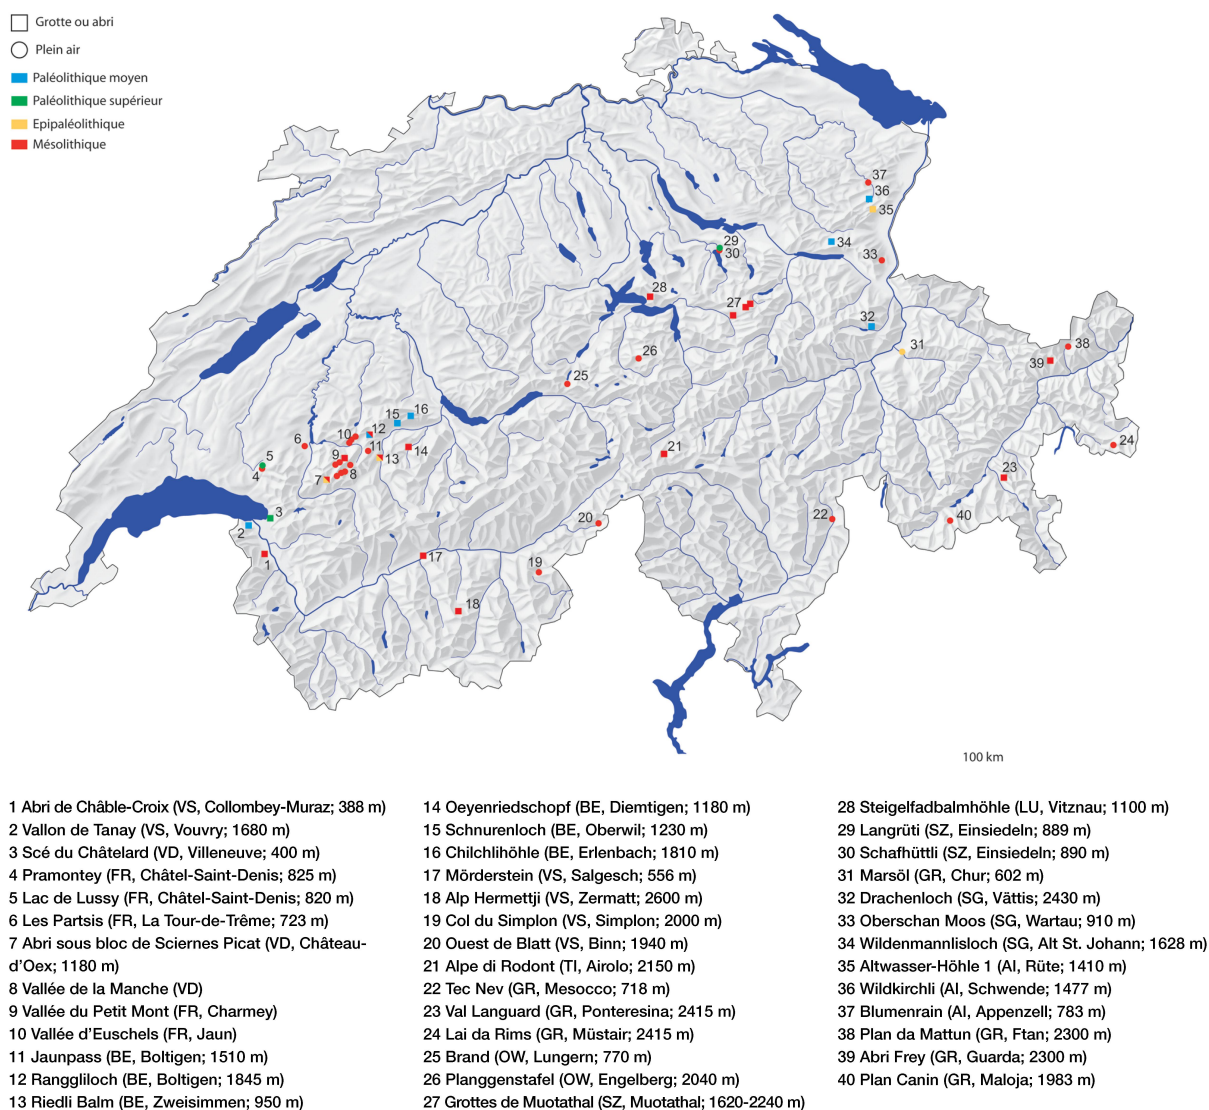 Grotte ou abri
Plein air
Paléolithique moyen
Paléolithique supérieur
Epipaléolithique
Mésolithique
37
36
35
34
29
30
33
28
27
32
31
38
39
26
25
16
15
12
10
6
11
14
13
9
8
7
5
4
21
24
23
3
2
1
20
22
40
17
19
18
100 km
1 Abri de Châble-Croix (VS, Collombey-Muraz; 388 m)
2 Vallon de Tanay (VS, Vouvry; 1680 m)
3 Scé du Châtelard (VD, Villeneuve; 400 m)
4 Pramontey (FR, Châtel-Saint-Denis; 825 m)
5 Lac de Lussy (FR, Châtel-Saint-Denis; 820 m)
6 Les Partsis (FR, La Tour-de-Trême; 723 m)
7 Abri sous bloc de Sciernes Picat (VD, Château-
d'Oex; 1180 m)
8 Vallée de la Manche (VD)
9 Vallée du Petit Mont (FR, Charmey)
10 Vallée d'Euschels (FR, Jaun)
11 Jaunpass (BE, Boltigen; 1510 m)
12 Ranggliloch (BE, Boltigen; 1845 m)
13 Riedli Balm (BE, Zweisimmen; 950 m)
14 Oeyenriedschopf (BE, Diemtigen; 1180 m)
15 Schnurenloch (BE, Oberwil; 1230 m)
16 Chilchlihöhle (BE, Erlenbach; 1810 m)
17 Mörderstein (VS, Salgesch; 556 m)
18 Alp Hermettji (VS, Zermatt; 2600 m)
19 Col du Simplon (VS, Simplon; 2000 m)
20 Ouest de Blatt (VS, Binn; 1940 m)
21 Alpe di Rodont (TI, Airolo; 2150 m)
22 Tec Nev (GR, Mesocco; 718 m)
23 Val Languard (GR, Ponteresina; 2415 m)
24 Lai da Rims (GR, Müstair; 2415 m)
25 Brand (OW, Lungern; 770 m)
26 Planggenstafel (OW, Engelberg; 2040 m)
27 Grottes de Muotathal (SZ, Muotathal; 1620-2240 m)
28 Steigelfadbalmhöhle (LU, Vitznau; 1100 m)
29 Langrüti (SZ, Einsiedeln; 889 m)
30 Schafhüttli (SZ, Einsiedeln; 890 m)
31 Marsöl (GR, Chur; 602 m)
32 Drachenloch (SG, Vättis; 2430 m)
33 Oberschan Moos (SG, Wartau; 910 m)
34 Wildenmannlisloch (SG, Alt St. Johann; 1628 m)
35 Altwasser-Höhle 1 (AI, Rüte; 1410 m)
36 Wildkirchli (AI, Schwende; 1477 m)
37 Blumenrain (AI, Appenzell; 783 m)
38 Plan da Mattun (GR, Ftan; 2300 m)
39 Abri Frey (GR, Guarda; 2300 m)
40 Plan Canin (GR, Maloja; 1983 m)